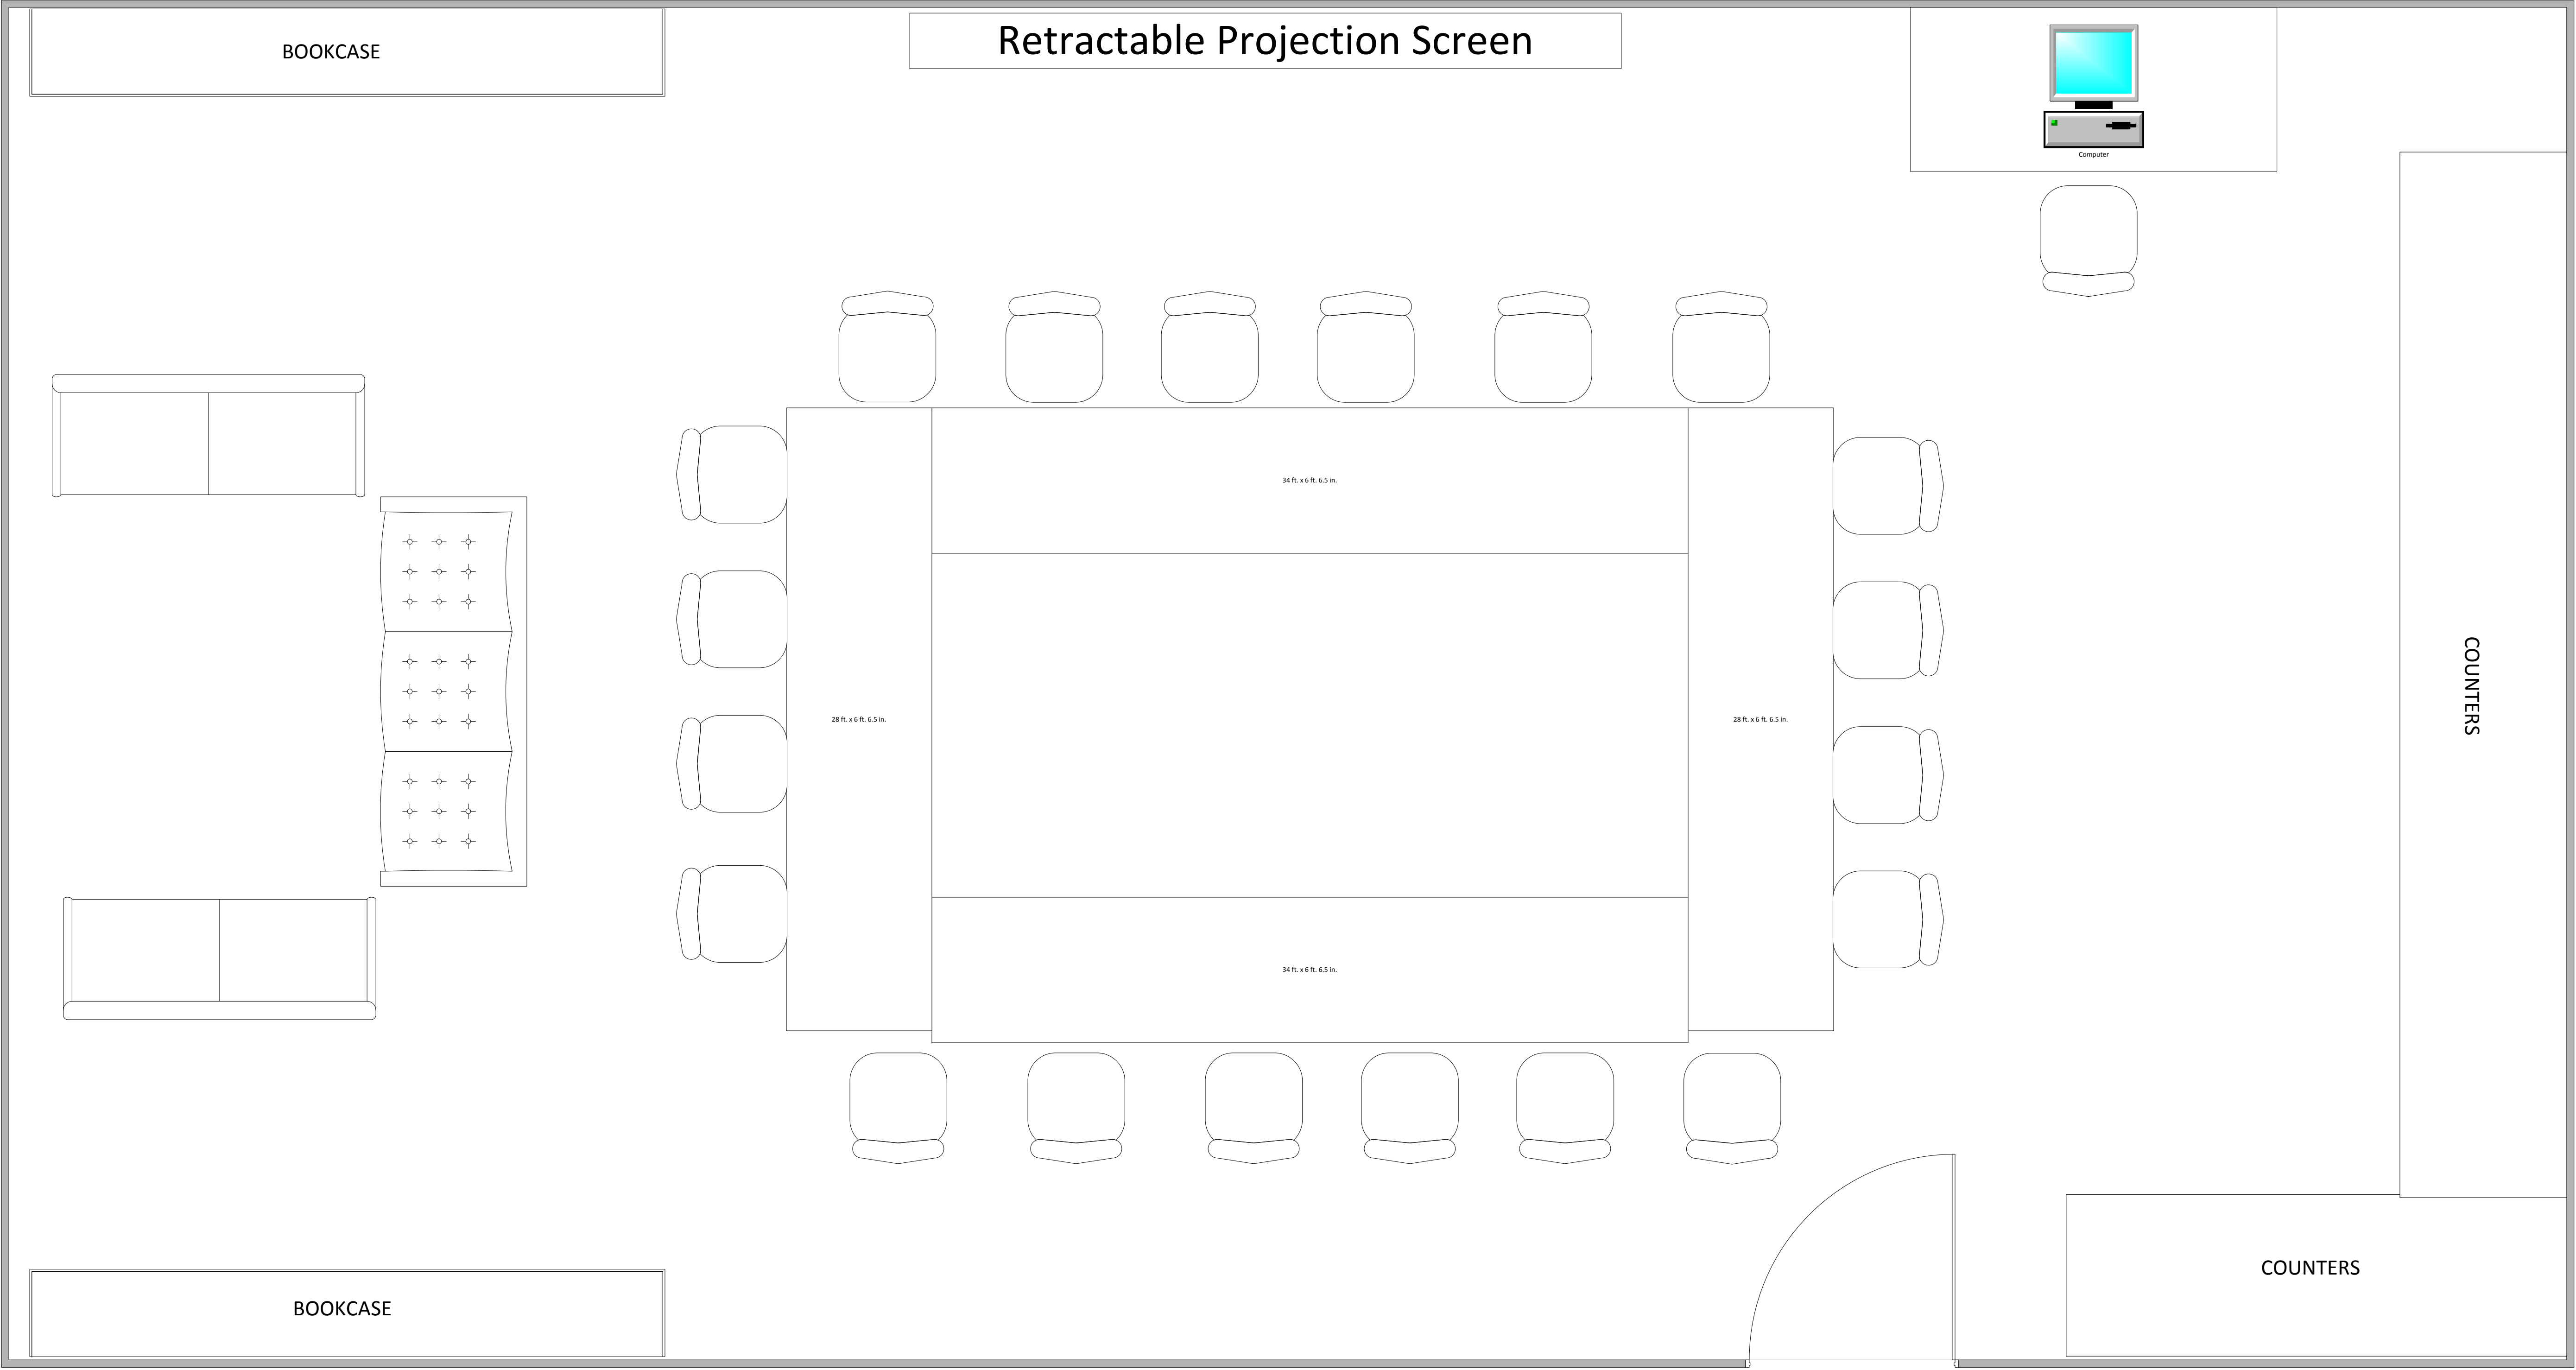 BOOKCASE
Retractable Projection Screen
Computer
34 ft. x 6 ft. 6.5 in.
28 ft. x 6 ft. 6.5 in.
28 ft. x 6 ft. 6.5 in.
COUNTERS
34 ft. x 6 ft. 6.5 in.
COUNTERS
BOOKCASE